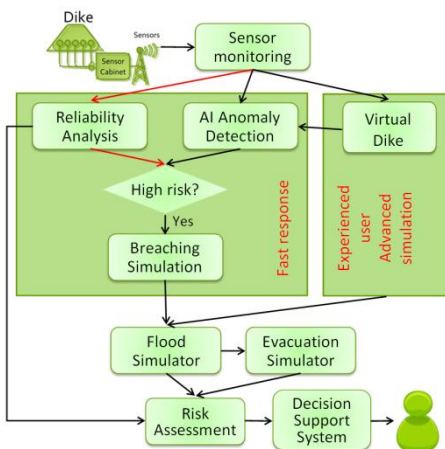 Dike
Sensors
Sensor
Cabinet
Sensor
monitoring
Reliability
Analysis
AI Anomaly
Detection
Virtual
Dike
High risk?
Yes
Breaching
Simulation
Fast response
Experienced
user
Advanced
simulation
Flood
Simulator
Evacuation
Simulator
Risk
Assessment
Decision
Support
System